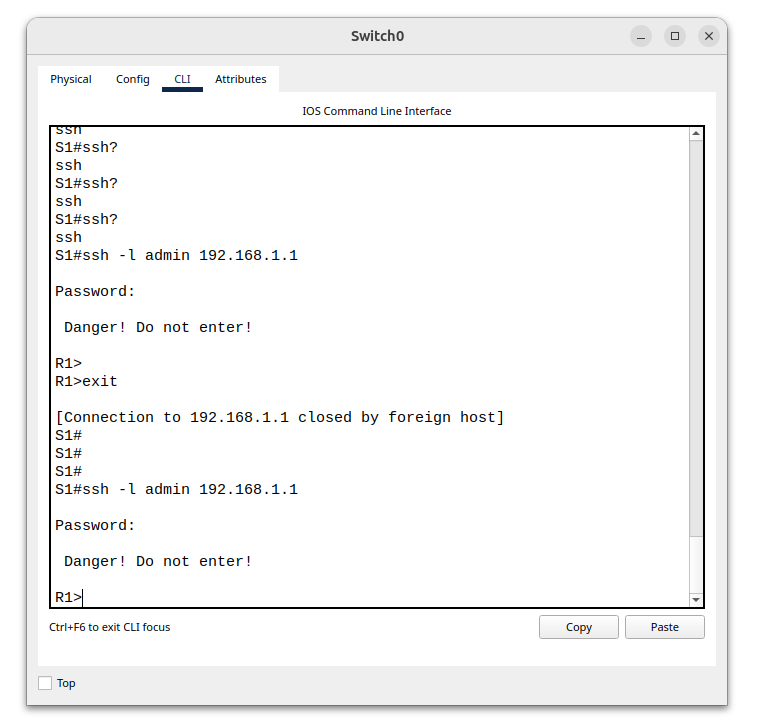 Switch0
Physical Config CLI Attributes
IOS Command Line Interface
ssh
S1#ssh?
ssh
S1#ssh?
ssh
S1#ssh?
ssh
S1#ssh -l admin 192.168.1.1
Password:
Danger! Do not enter!
R1>
R1>exit
[Connection to 192.168.1.1 closed by foreign host]
S1#
S1#
S1#
S1#ssh -l admin 192.168.1.1
Password:
Danger! Do not enter!
R1>
Ctrl+F6 to exit CLI focus Copy Paste
Top